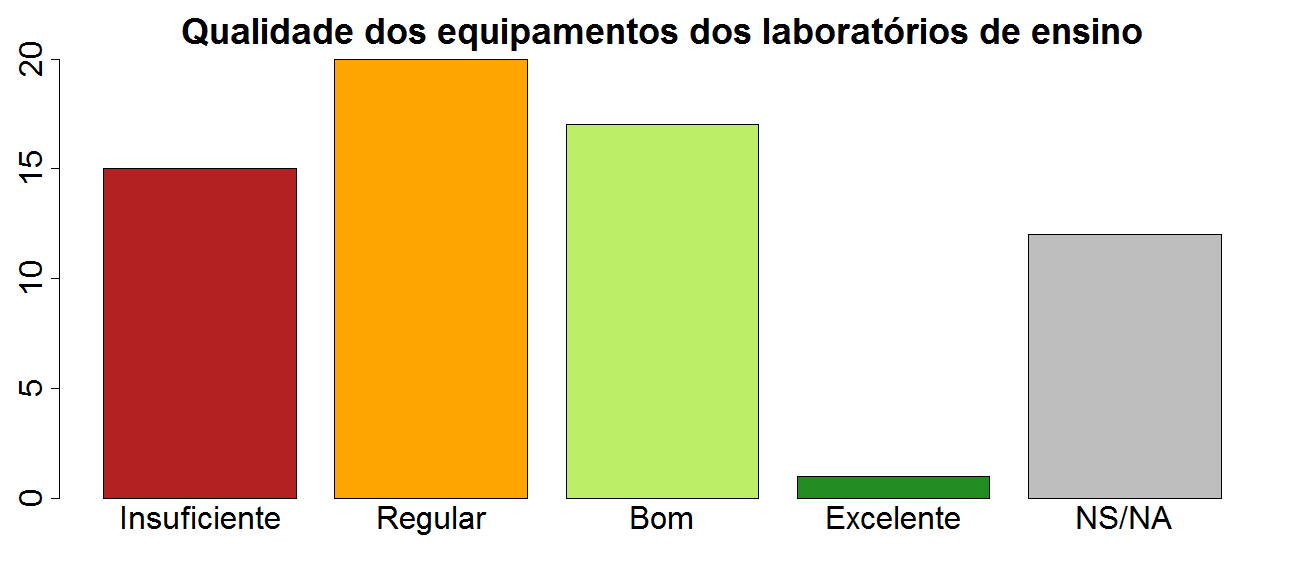 Qualidade dos equipamentos dos laboratórios de ensino
20
15
10
5
0
Insuficiente Regular Bom Excelente NS/NA